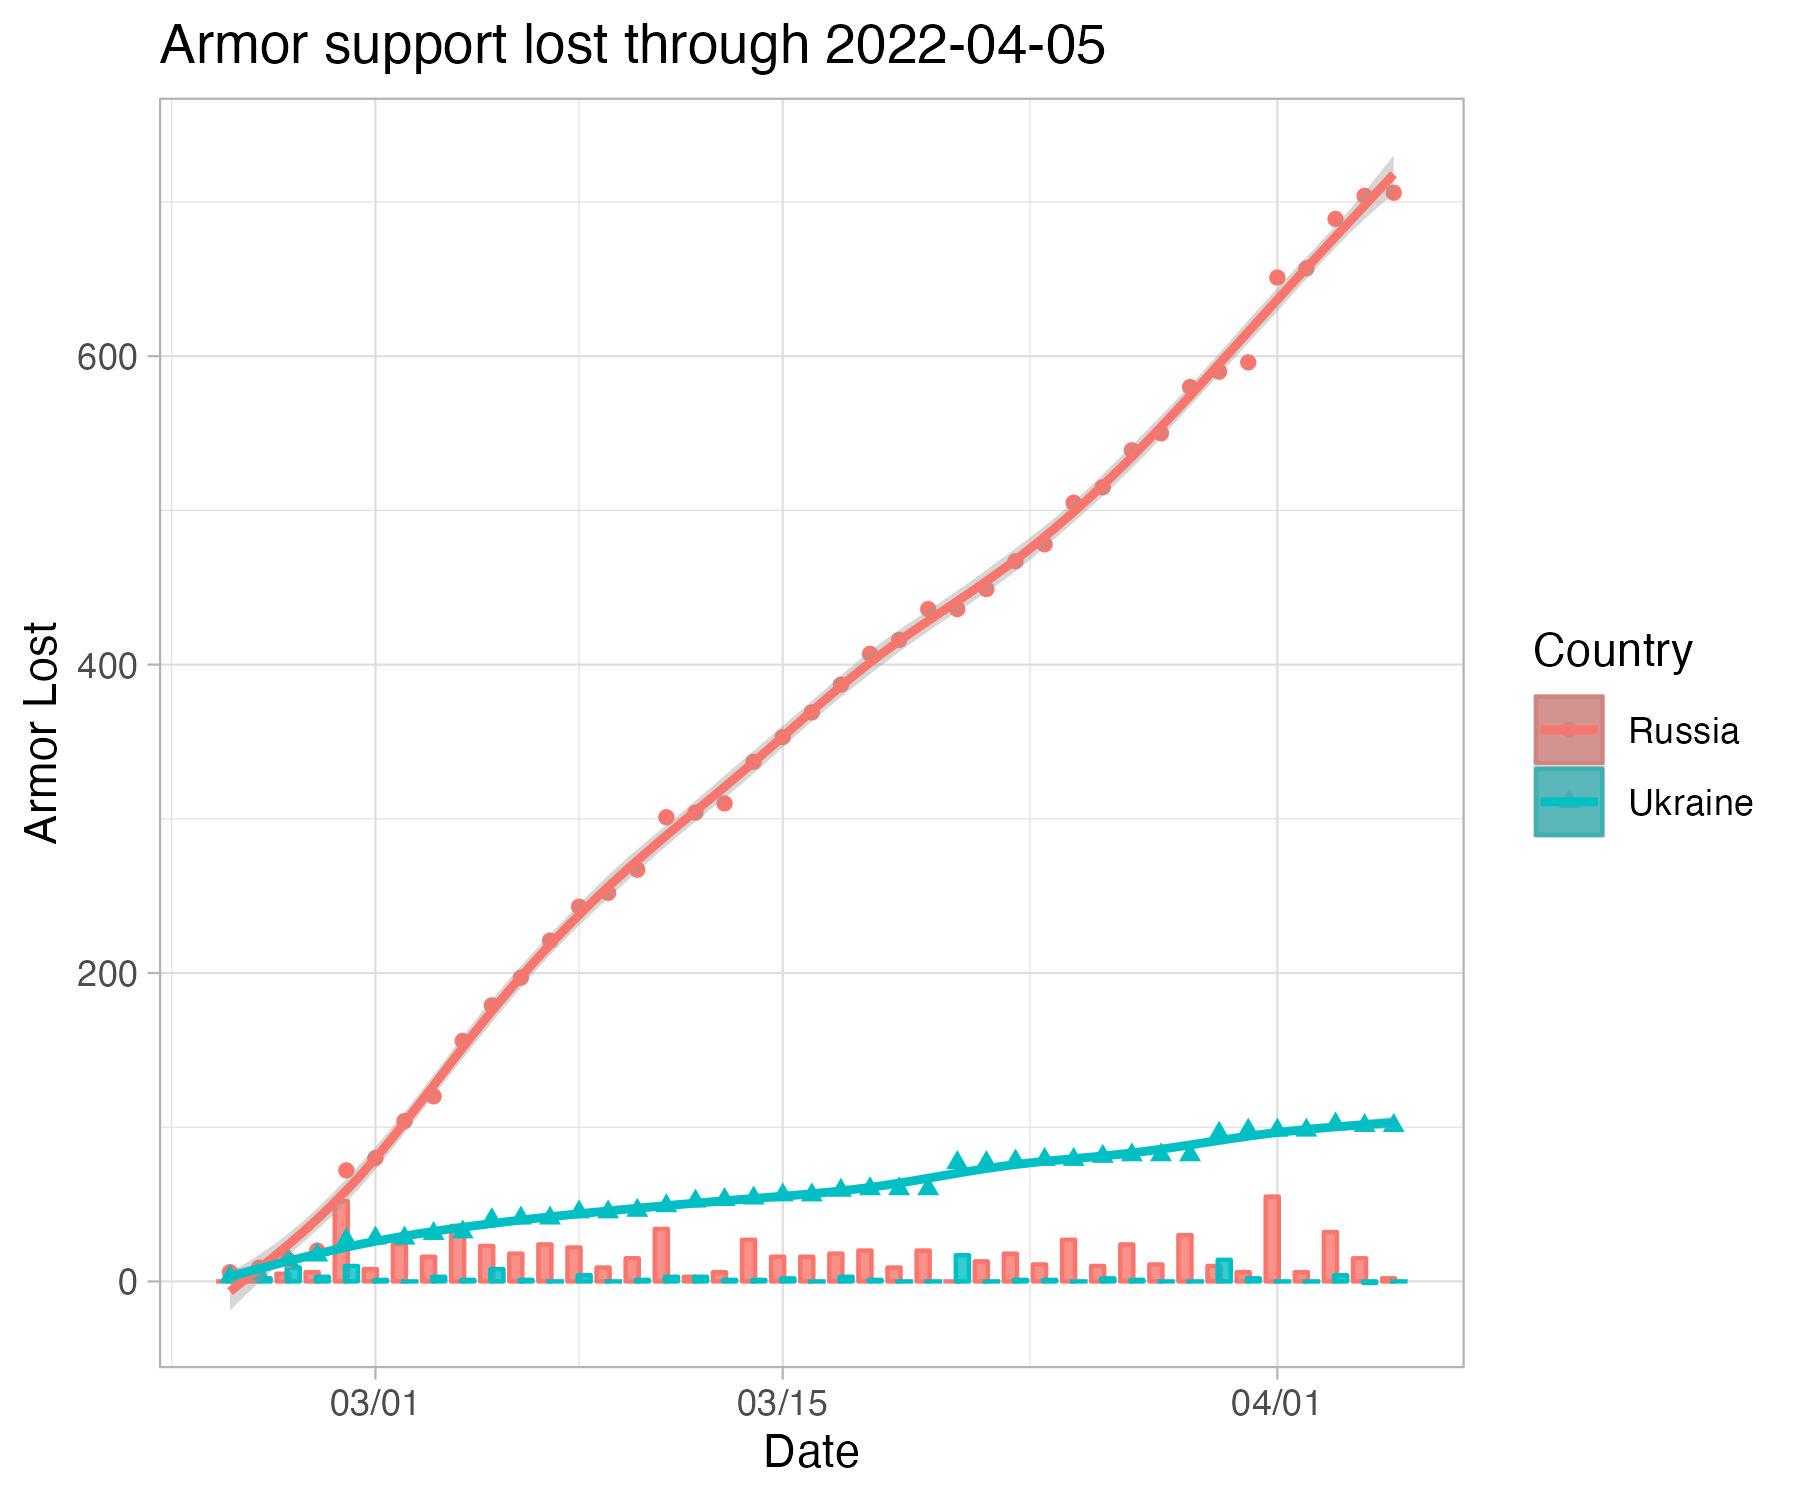 Armor support lost through 2022-04-05
Armor Lost
600
400
200
0
03/01
03/15
04/01
Date
Country
Russia
Ukraine